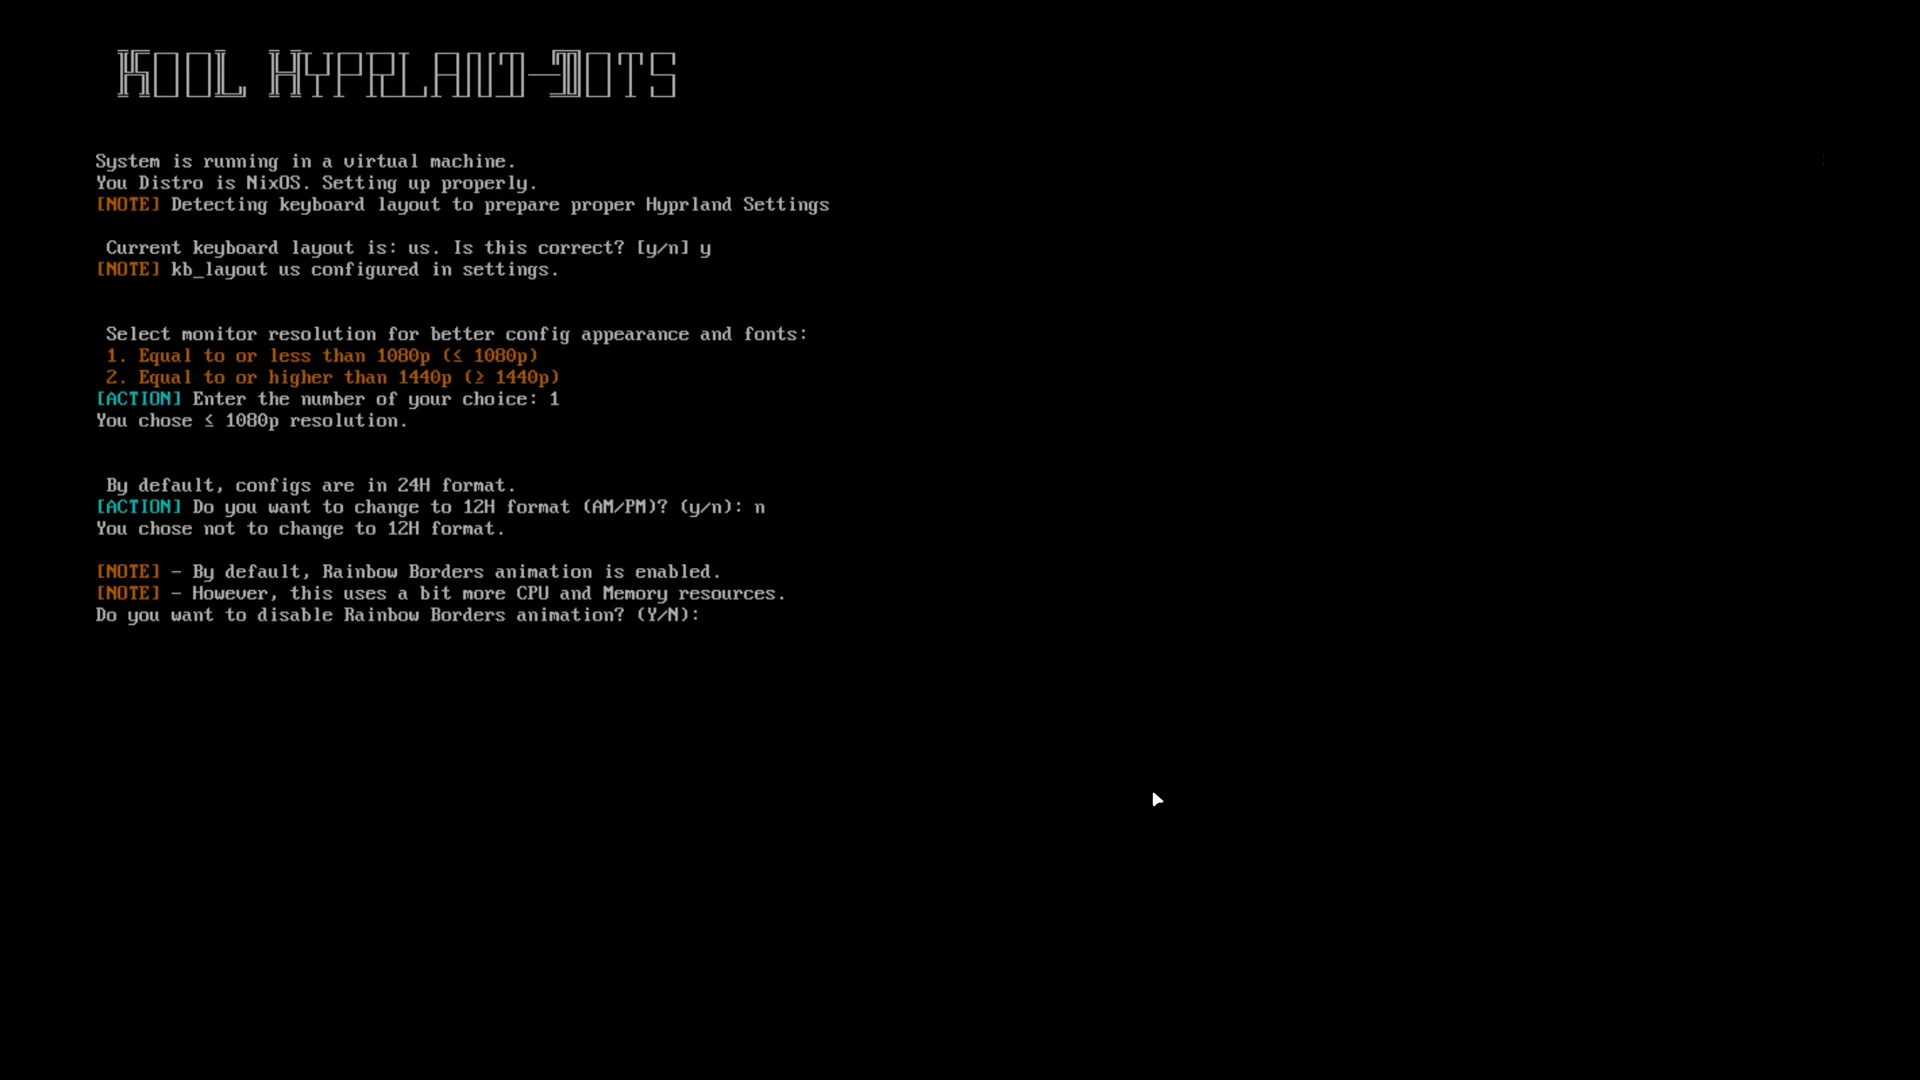 KOOL HYPRLAND-DOTS
System is running in a virtual machine.
You Distro is NixOS. Setting up properly.
[NOTE] Detecting keyboard layout to prepare proper Hyprland Settings
Current keyboard layout is: us. Is this correct? [y/n] y
[NOTE] kb_layout us configured in settings.
Select monitor resolution for better config appearance and fonts:
1. Equal to or less than 1080p (≤ 1080p)
2. Equal to or higher than 1440p (≥ 1440p)
[ACTION] Enter the number of your choice: 1
You chose ≤ 1080p resolution.
By default, configs are in 24H format.
[ACTION] Do you want to change to 12H format (AM/PM)? (y/n): n
You chose not to change to 12H format.
[NOTE] - By default, Rainbow Borders animation is enabled.
[NOTE] - However, this uses a bit more CPU and Memory resources.
Do you want to disable Rainbow Borders animation? (Y/N):